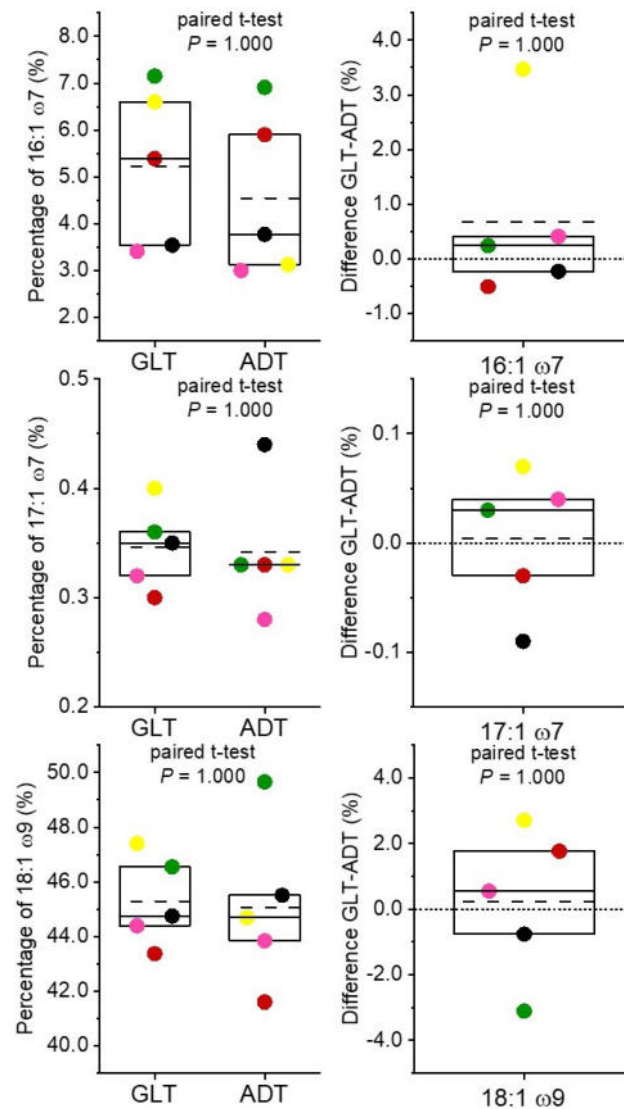 paired t-test
P = 1.000
8.0
7.0
6.0
5.0
4.0
3.0
2.0
Percentage of 16:1 ω7 (%)
GLT ADT
paired t-test
P = 1.000
4.0
3.0
2.0
1.0
0.0
-1.0
Difference GLT-ADT (%)
16:1 ω7
paired t-test
P = 1.000
0.5
0.4
0.3
0.2
Percentage of 17:1 ω7 (%)
GLT ADT
paired t-test
P = 1.000
0.1
0.0
-0.1
Difference GLT-ADT (%)
17:1 ω7
paired t-test
P = 1.000
50.0
48.0
46.0
44.0
42.0
40.0
Percentage of 18:1 ω9 (%)
GLT ADT
paired t-test
P = 1.000
4.0
2.0
0.0
-2.0
-4.0
Difference GLT-ADT (%)
18:1 ω9